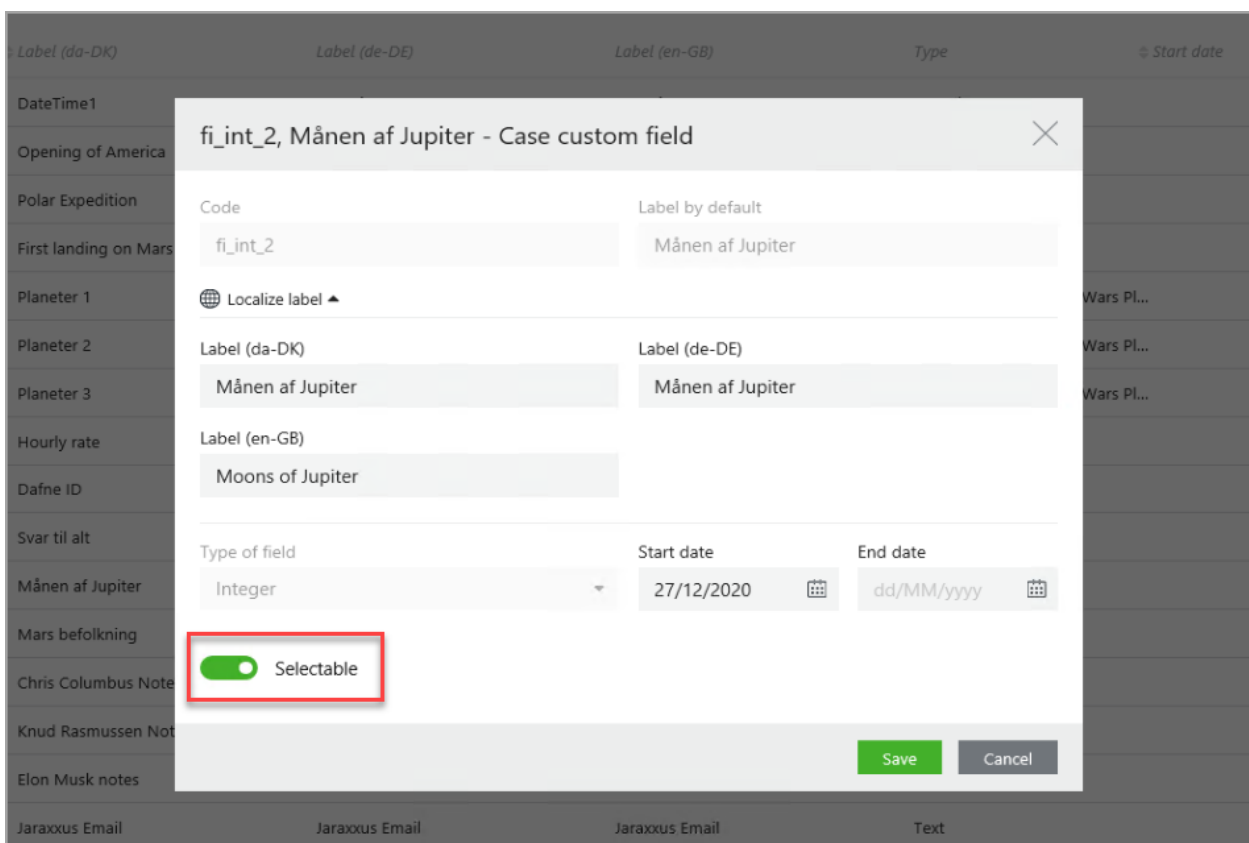 Label (da-DK) Label (de-DE) Label (en-GB) Type Start date
DateTime1
Opening of America
Polar Expedition
First landing on Mars
Planeter 1 Wars Pl...
Planeter 2 Wars Pl...
Planeter 3 Wars Pl...
Hourly rate
Dafne ID
Svar til alt
Månen af Jupiter
Mars befolkning
Chris Columbus Note
Knud Rasmussen Not
Elon Musk notes
Jaraxxus Email Jaraxxus Email Jaraxxus Email Text
fi_int_2, Månen af Jupiter - Case custom field
Code Label by default
fi_int_2 Månen af Jupiter
Localize label
Label (da-DK) Label (de-DE)
Månen af Jupiter Månen af Jupiter
Label (en-GB)
Moons of Jupiter
Type of field Start date End date
Integer 27/12/2020 dd/MM/yyyy
Selectable
Save Cancel